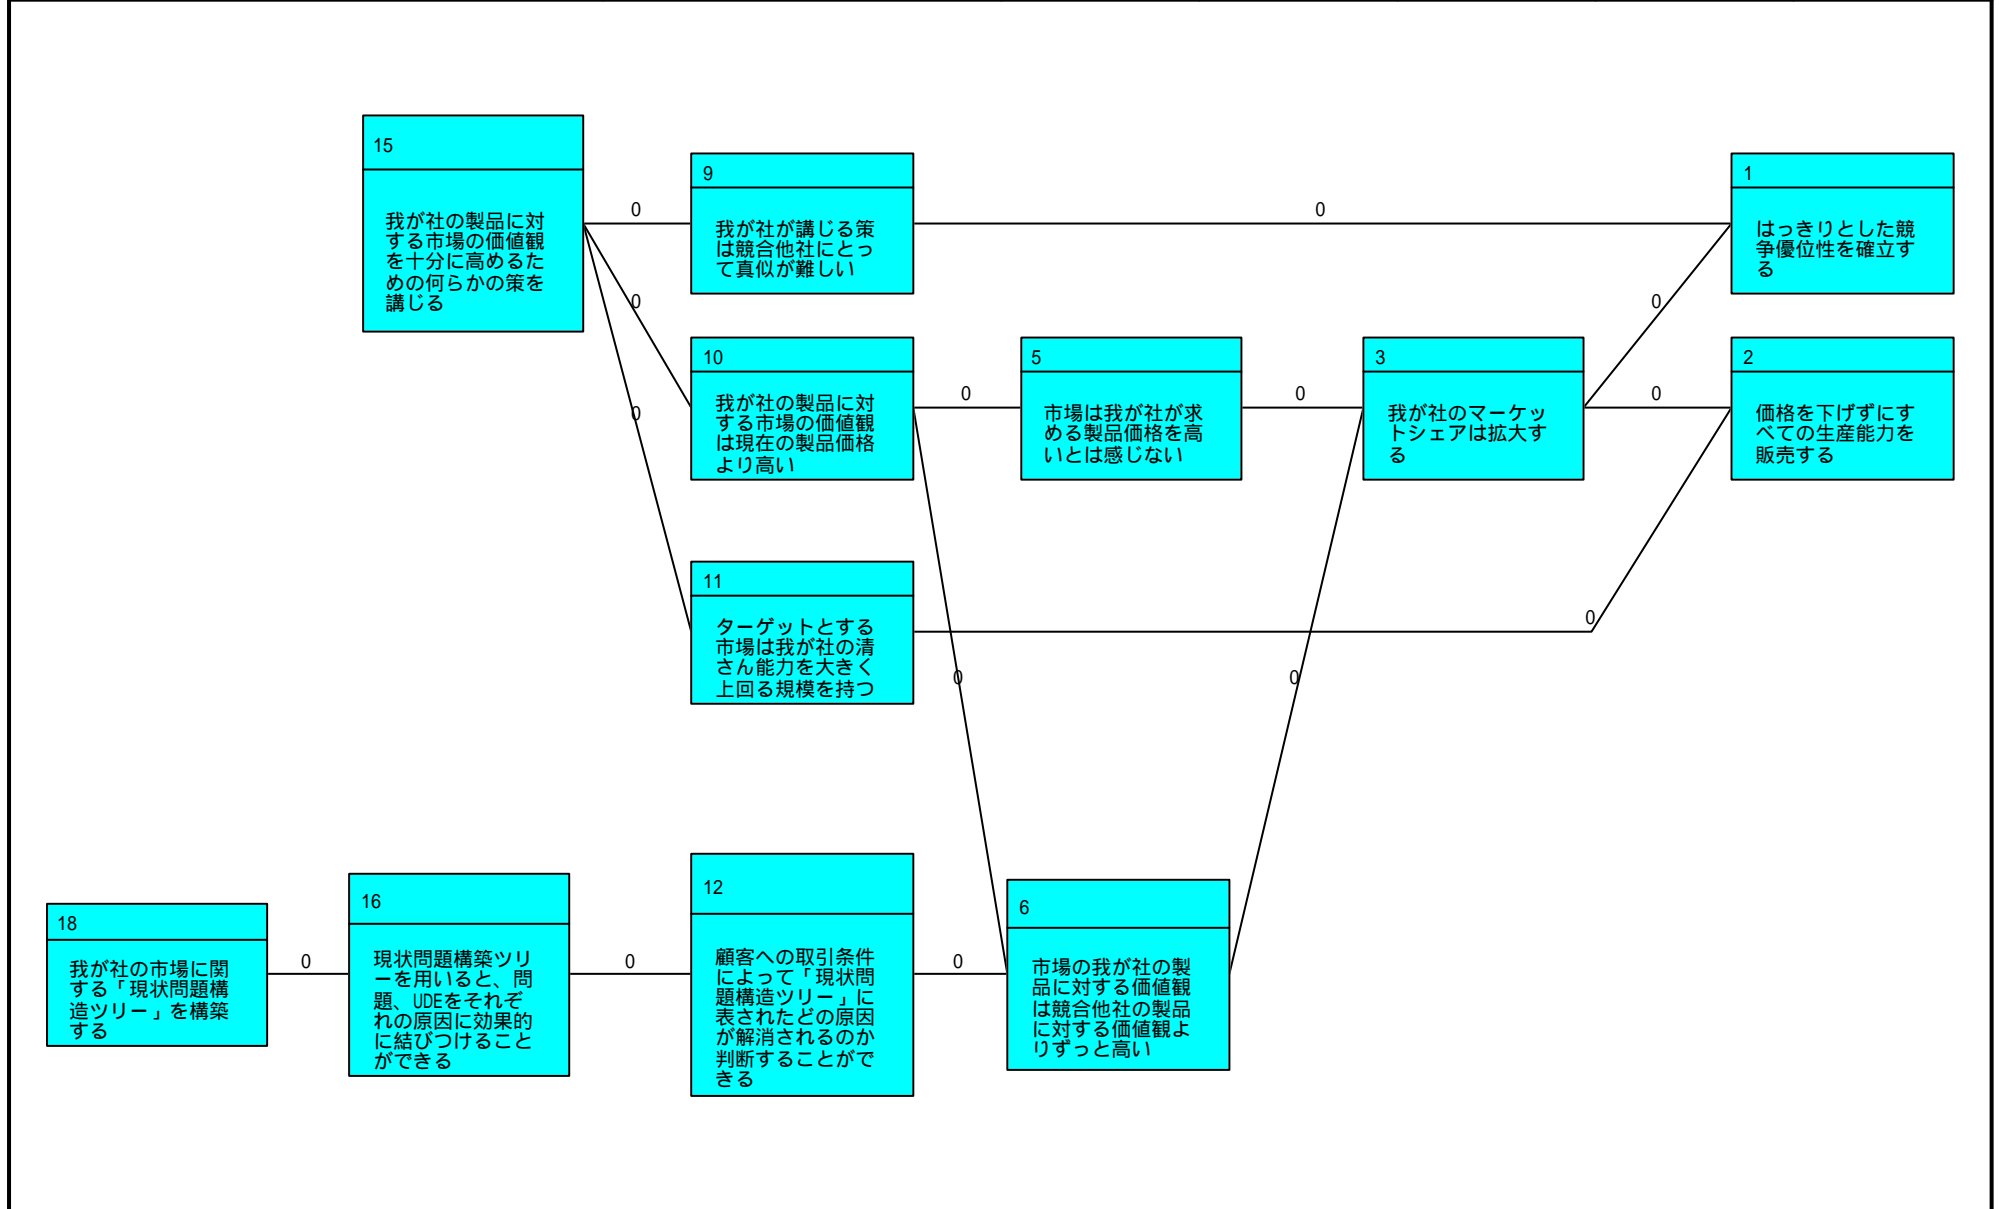 15
我が社の製品に対
する市場の価値観
を十分に高めるた
めの何らかの策を
講じる
9
我が社が講じる策
は競合他社にとっ
て真似が難しい
1
はっきりとした競
争優位性を確立す
る
0
0
0
0
0
10
我が社の製品に対
する市場の価値観
は現在の製品価格
より高い
0
5
市場は我が社が求
める製品価格を高
いとは感じない
0
3
我が社のマーケッ
トシェアは拡大す
る
0
2
価格を下げずにす
べての生産能力を
販売する
11
ターゲットとする
市場は我が社の清
さん能力を大きく
上回る規模を持つ
0
0
0
18
我が社の市場に関
する「現状問題構
造ツリー」を構築
する
0
16
現状問題構築ツリ
ーを用いると、問
題、UDEをそれぞ
れの原因に効果的
に結びつけること
ができる
0
12
顧客への取引条件
によって「現状問
題構造ツリー」に
表されたどの原因
が解消されるのか
判断することがで
きる
0
6
市場の我が社の製
品に対する価値観
は競合他社の製品
に対する価値観よ
りずっと高い